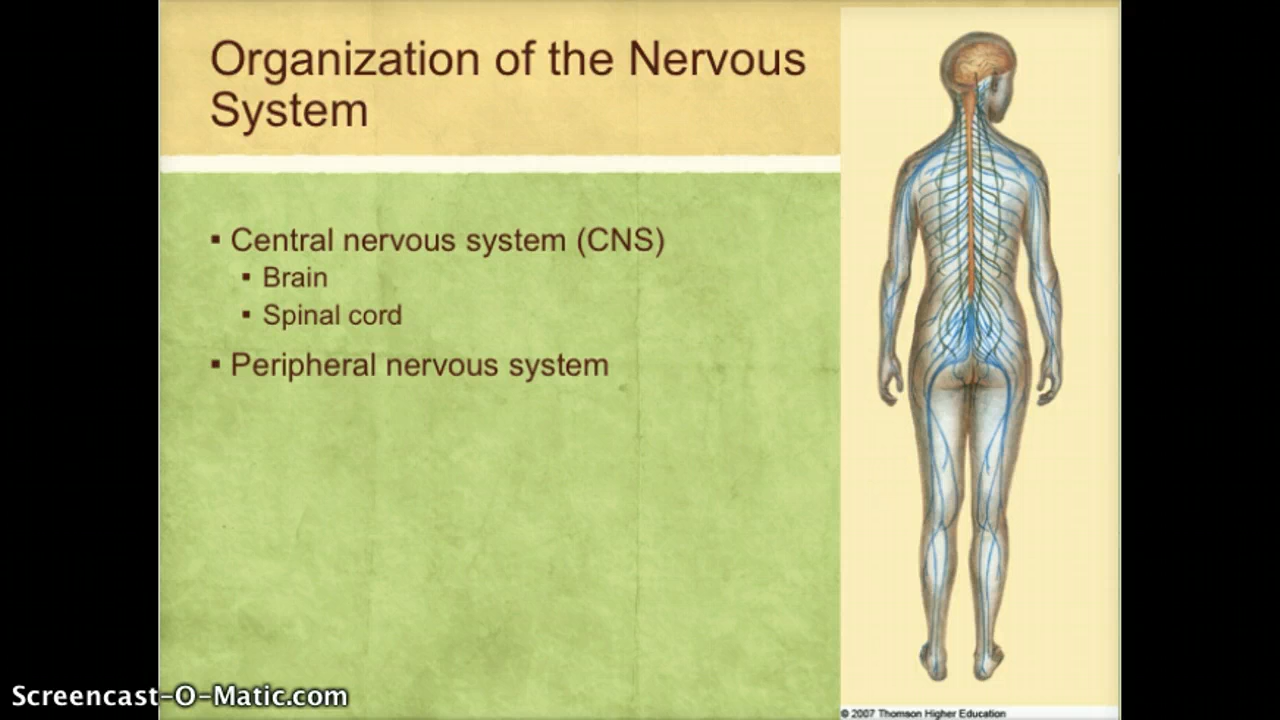 Organization of the Nervous
System
▪ Central nervous system (CNS)
▪ Brain
▪ Spinal cord
▪ Peripheral nervous system
Screencast-O-Matic.com
© 2007 Thomson Higher Education